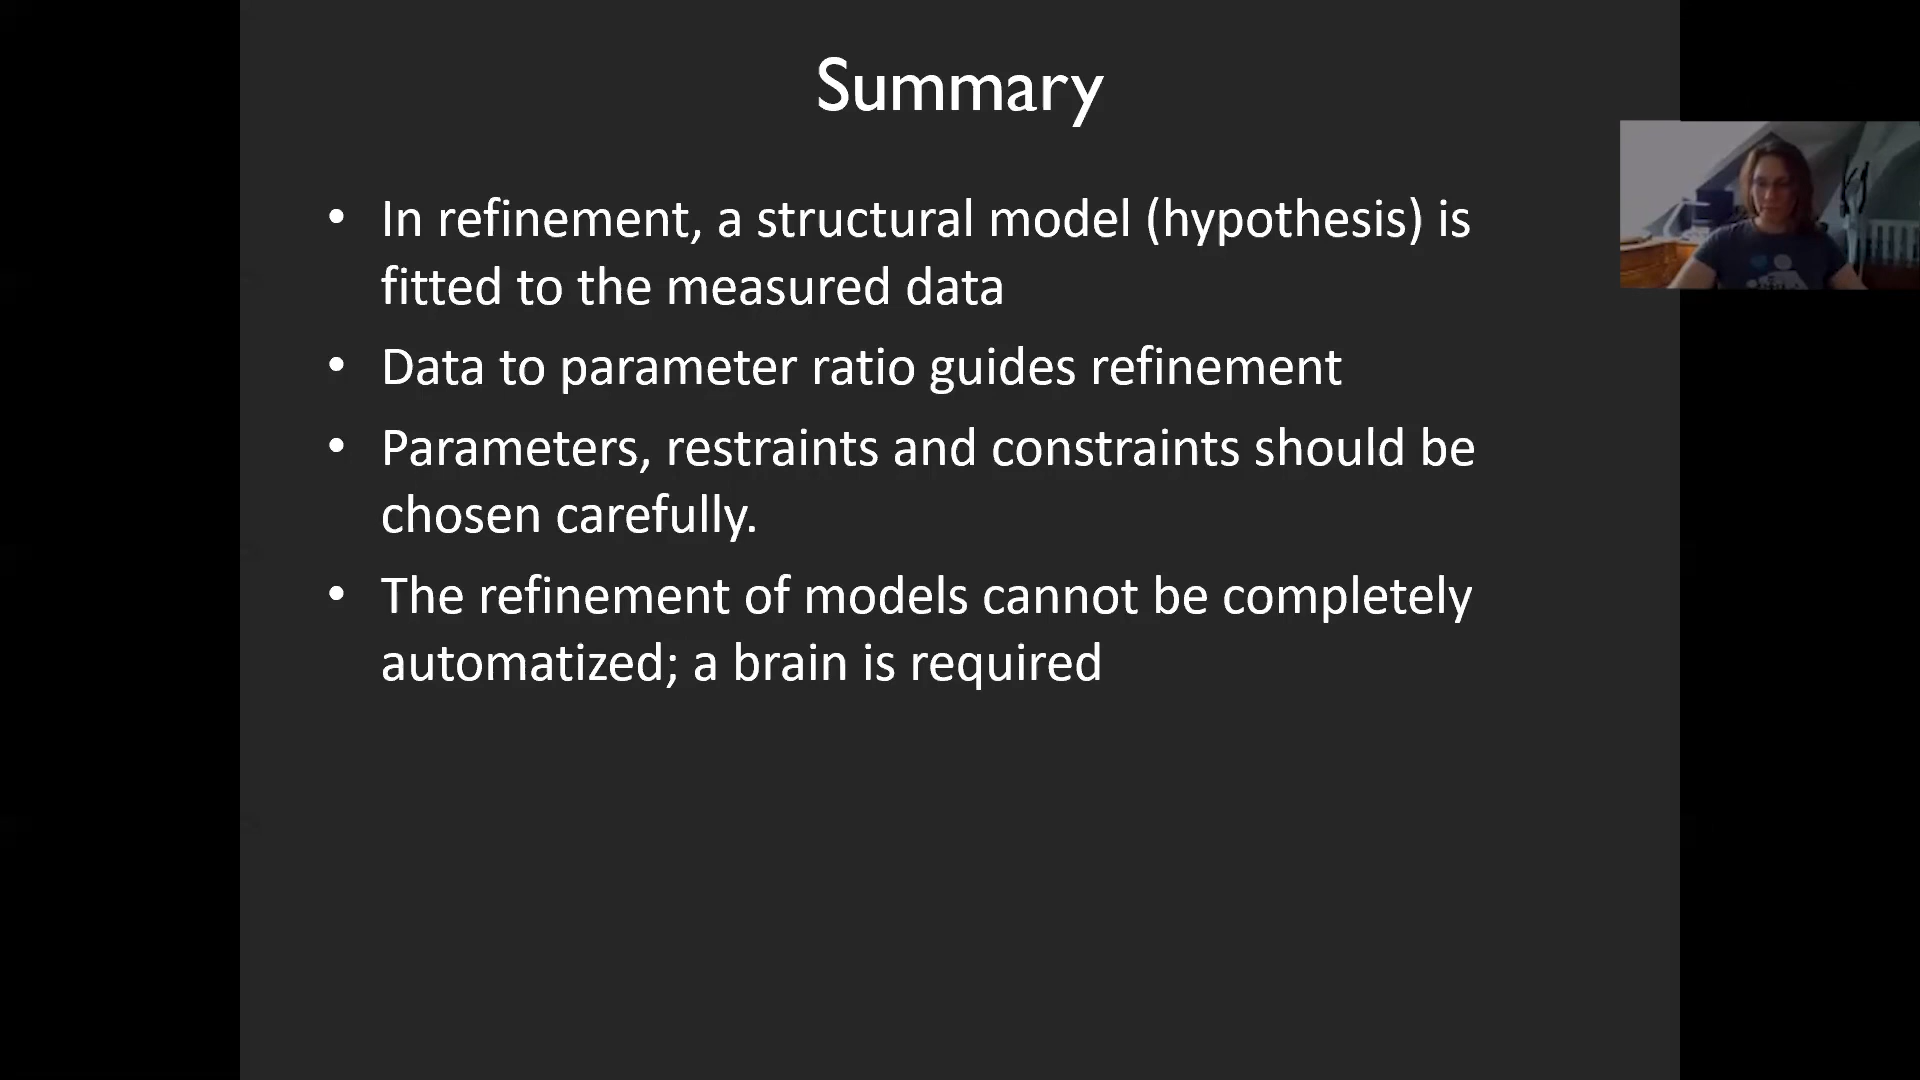 Summary
• In refinement, a structural model (hypothesis) is
fitted to the measured data
• Data to parameter ratio guides refinement
• Parameters, restraints and constraints should be
chosen carefully.
• The refinement of models cannot be completely
automatized; a brain is required